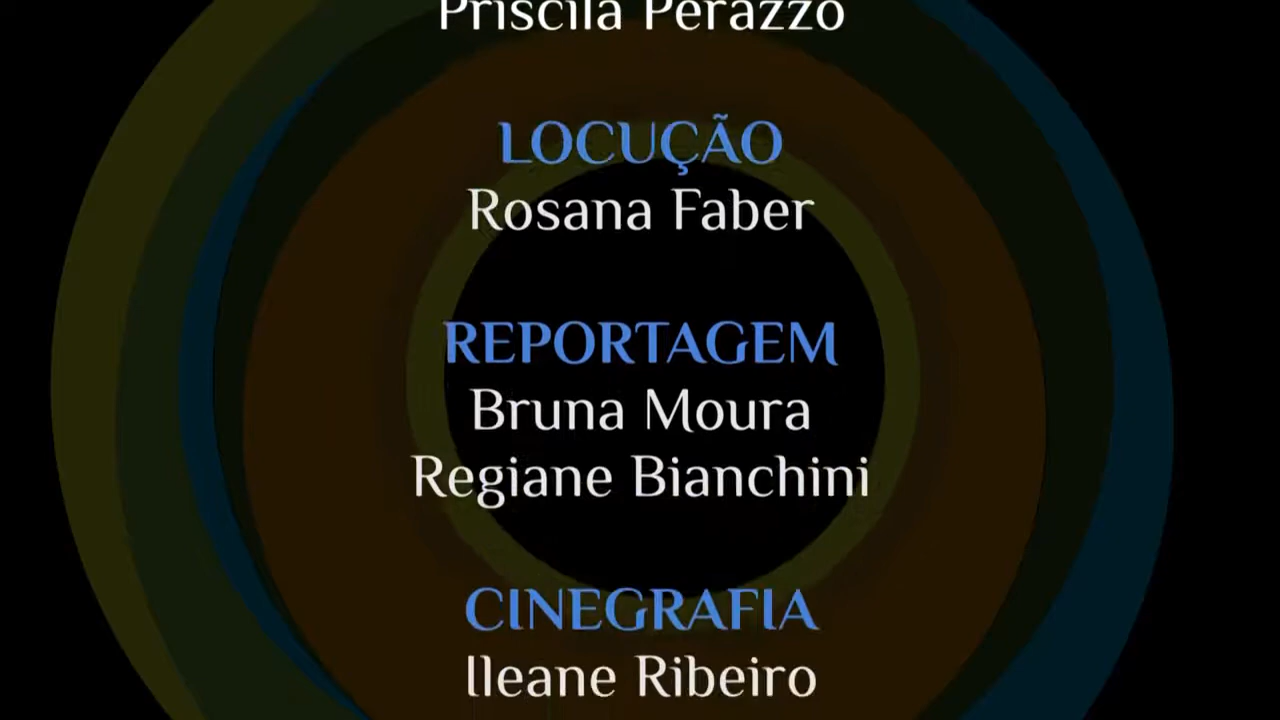 Priscila Perazzo
LOCUÇÃO
Rosana Faber
REPORTAGEM
Bruna Moura
Regiane Bianchini
CINEGRAFIA
Ileane Ribeiro